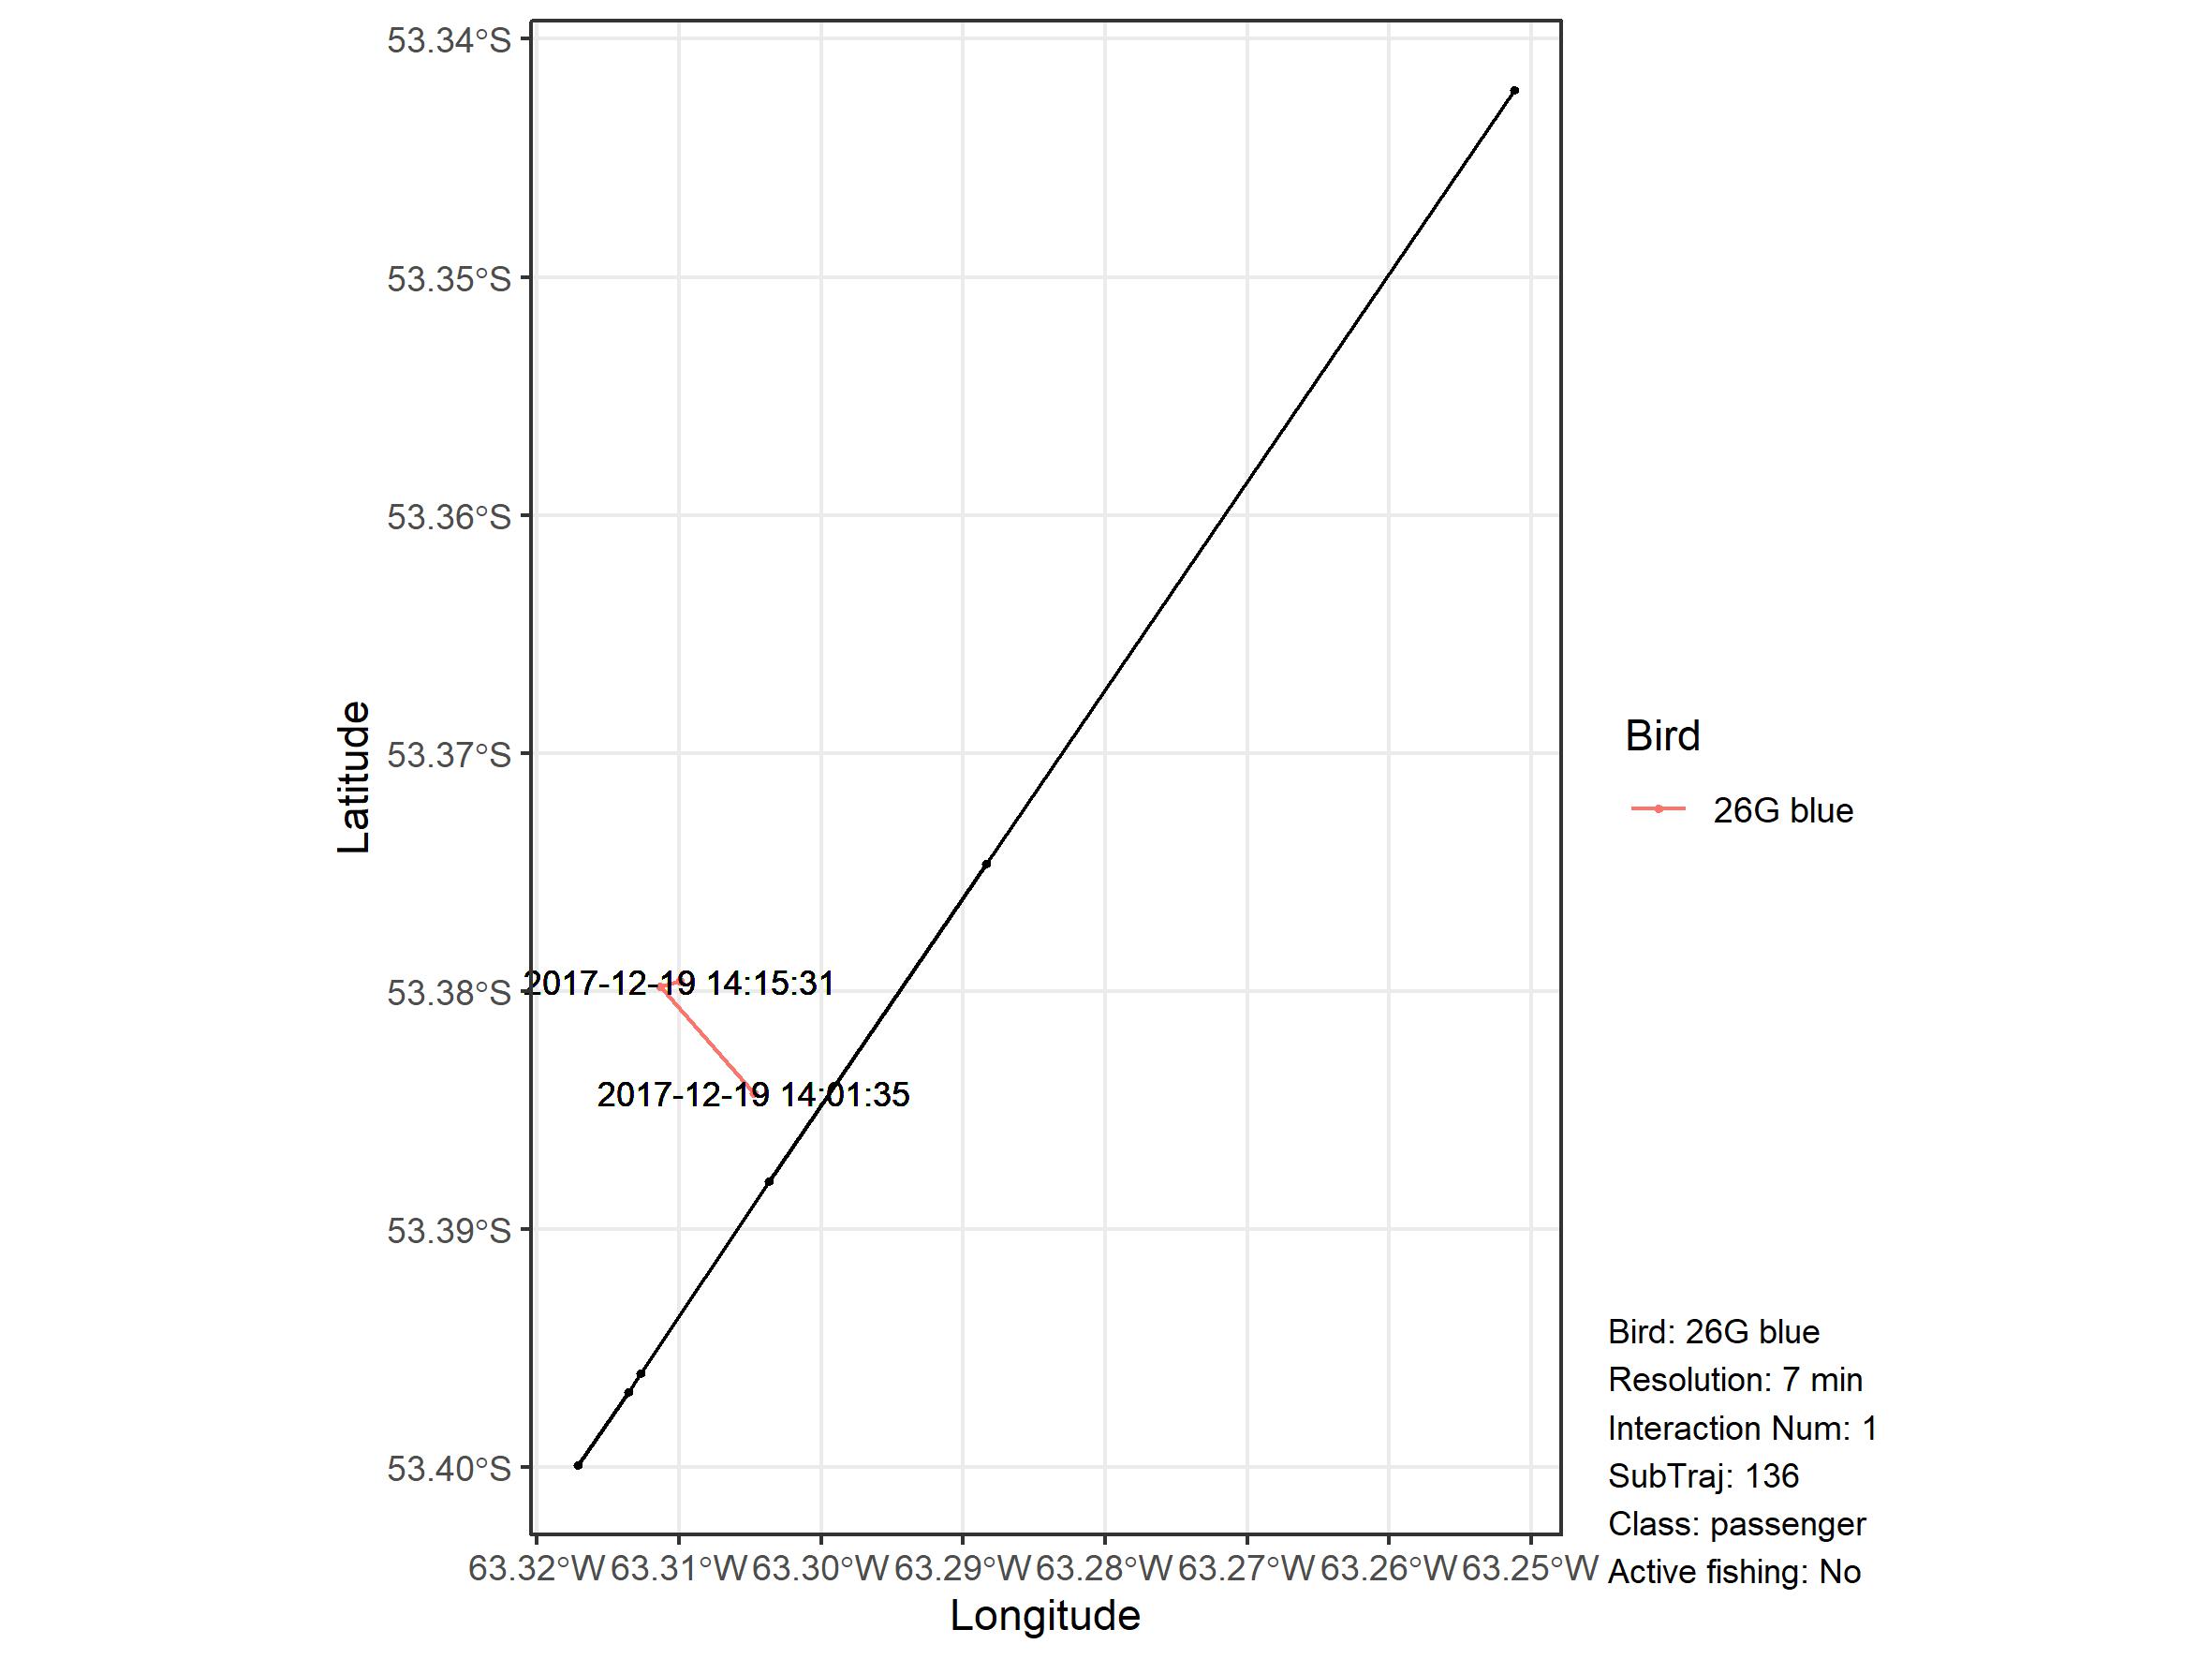 53.34°S
53.35°S
53.36°S
53.37°S
53.38°S
53.39°S
53.40°S
Latitude
2017-12-19 14:15:31
2017-12-19 14:01:35
63.32°W 63.31°W 63.30°W 63.29°W 63.28°W 63.27°W 63.26°W 63.25°W
Longitude
Bird
26G blue
Bird: 26G blue
Resolution: 7 min
Interaction Num: 1
SubTraj: 136
Class: passenger
Active fishing: No